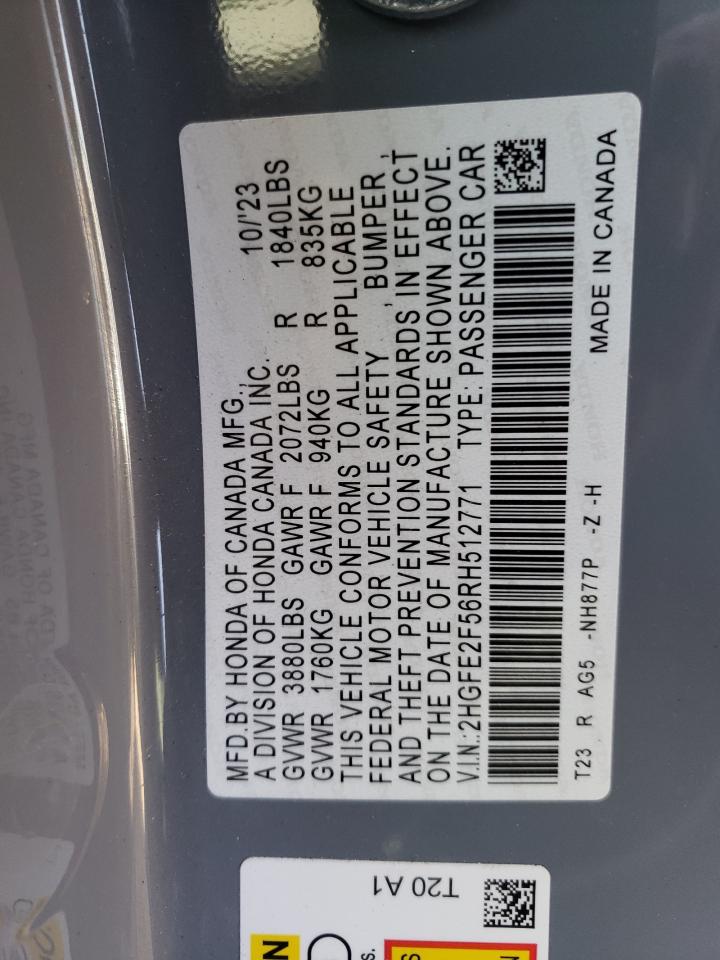 MFD.BY HONDA OF CANADA MFG., 10/'23
A DIVISION OF HONDA CANADA INC.
GVWR 3880LBS GAWR F 2072LBS R 1840LBS
GVWR 1760KG GAWR F 940KG R 835KG
THIS VEHICLE CONFORMS TO ALL APPLICABLE
FEDERAL MOTOR VEHICLE SAFETY , BUMPER ,
AND THEFT PREVENTION STANDARDS IN EFFECT
ON THE DATE OF MANUFACTURE SHOWN ABOVE.
V.I.N.:2HGFE2F56RH512771 TYPE: PASSENGER CAR
T23 R AG5 -NH877P -Z -H
MADE IN CANADA
T20 A1